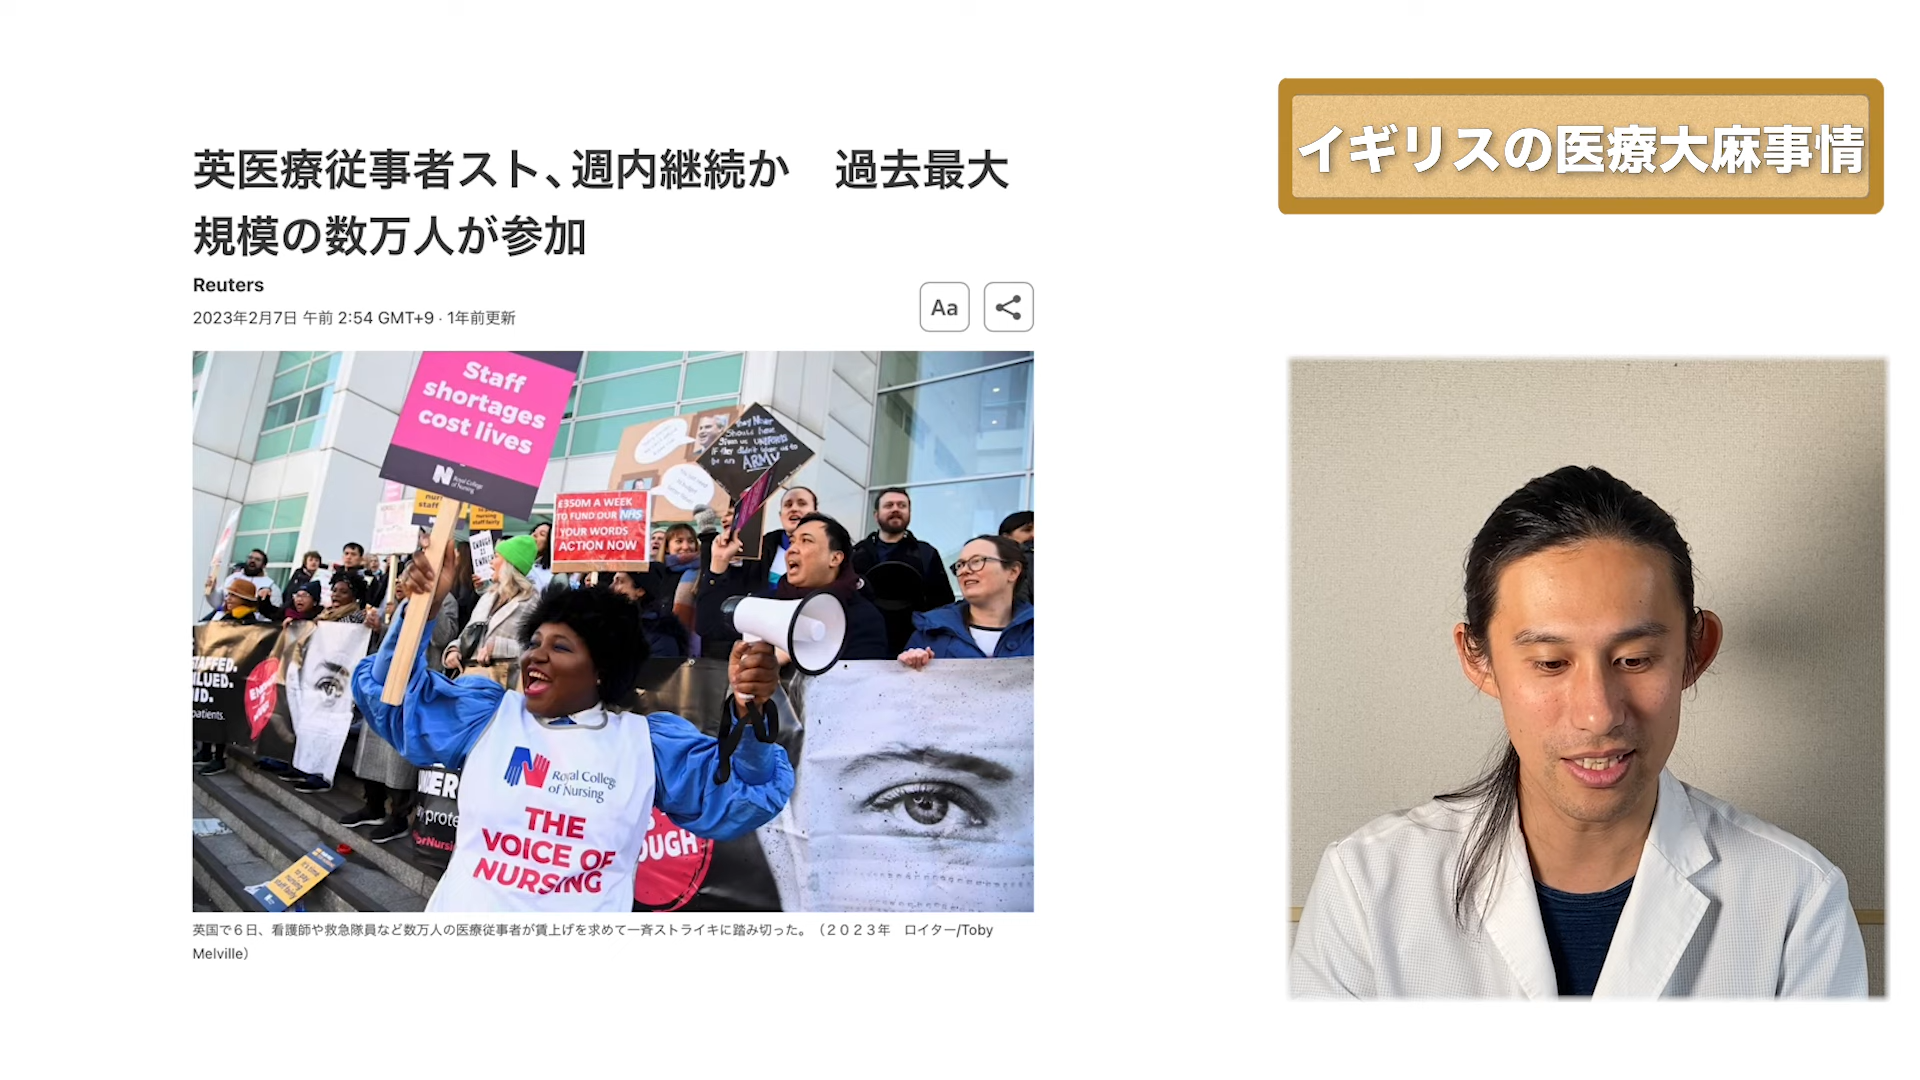 英医療従事者スト、週内継続か　過去最大
規模の数万人が参加
Reuters
2023年2月7日 午前 2:54 GMT+9 · 1年前更新
Aa
イギリスの医療大麻事情
Staff
shortages
cost lives
Royal College
of Nursing
£350M A WEEK
TO FUND OUR NHS
YOUR WORDS
ACTION NOW
ARMY
Royal College
of Nursing
THE
VOICE OF
NURSING
英国で６日、看護師や救急隊員など数万人の医療従事者が賃上げを求めて一斉ストライキに踏み切った。（２０２３年　ロイター/Toby
Melville）